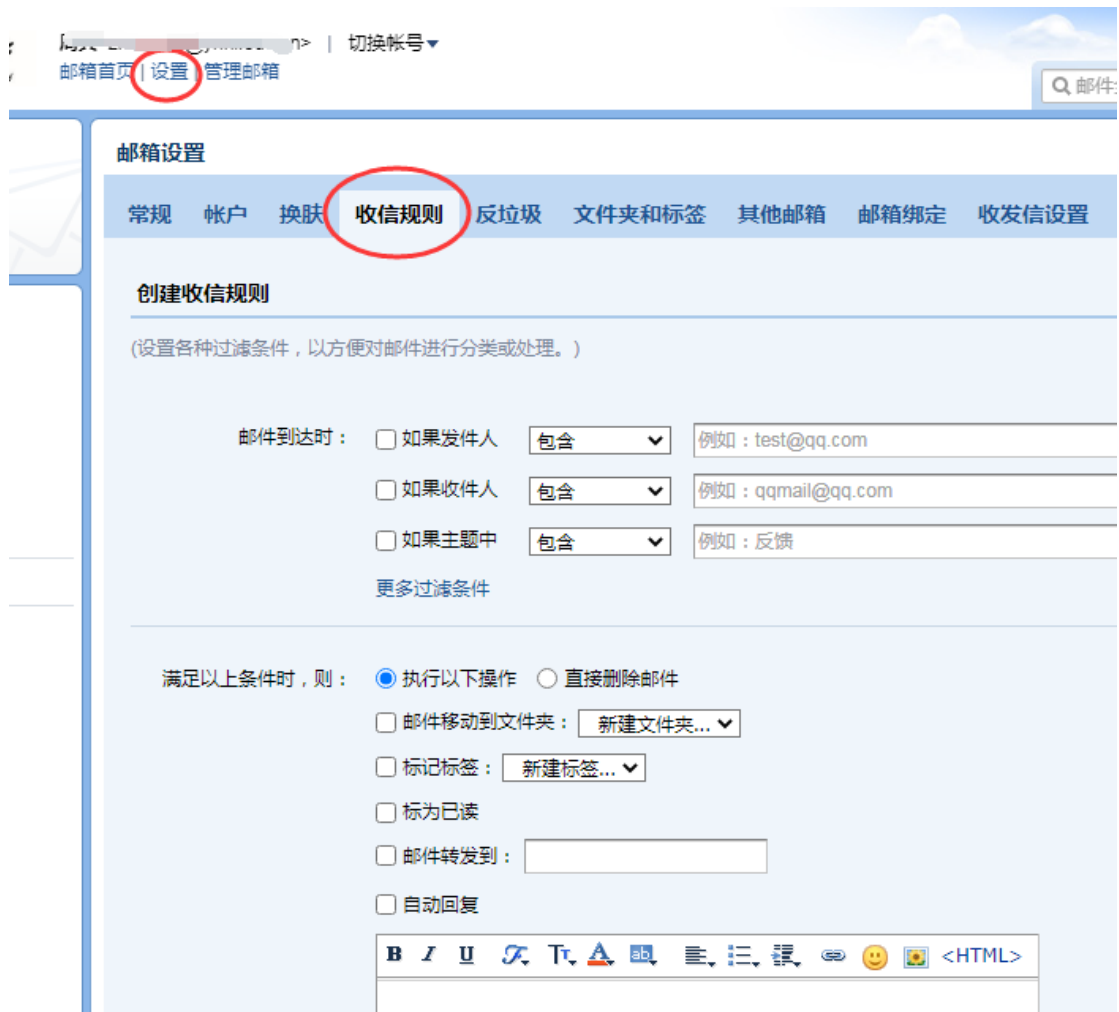 切换帐号
邮箱首页 | 设置 | 管理邮箱
邮件
邮箱设置
常规 帐户 换肤 收信规则 反垃圾 文件夹和标签 其他邮箱 邮箱绑定 收发信设置
创建收信规则
(设置各种过滤条件，以方便对邮件进行分类或处理。)
邮件到达时： 如果发件人 包含 例如：test@qq.com
如果收件人 包含 例如：qqmail@qq.com
如果主题中 包含 例如：反馈
更多过滤条件
满足以上条件时，则： 执行以下操作 直接删除邮件
邮件移动到文件夹： 新建文件夹...
标记标签： 新建标签...
标为已读
邮件转发到：
自动回复
B I U <HTML>